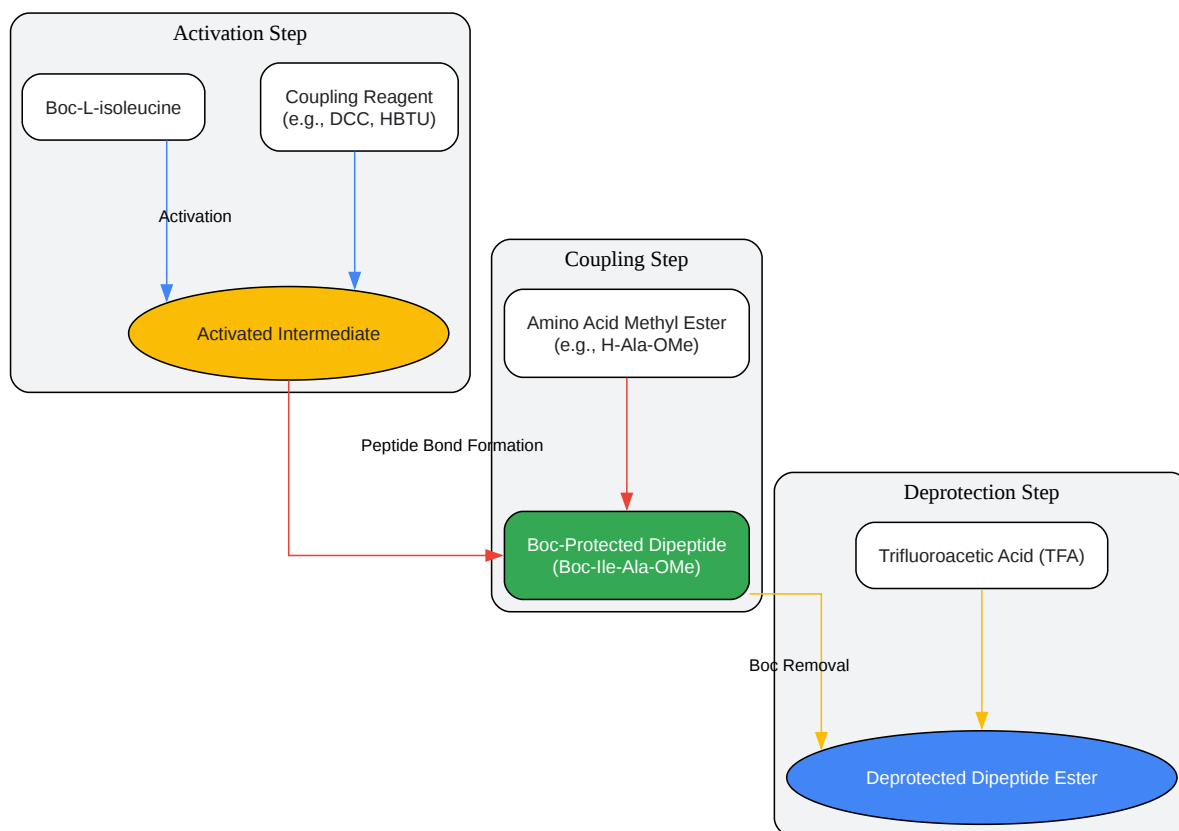 Activation Step
Boc-L-isoleucine
Coupling Reagent
(e.g., DCC, HBTU)
Activation
Activated Intermediate
Coupling Step
Amino Acid Methyl Ester
(e.g., H-Ala-OMe)
Peptide Bond Formation
Boc-Protected Dipeptide
(Boc-Ile-Ala-OMe)
Deprotection Step
Trifluoroacetic Acid (TFA)
Boc Removal
Deprotected Dipeptide Ester